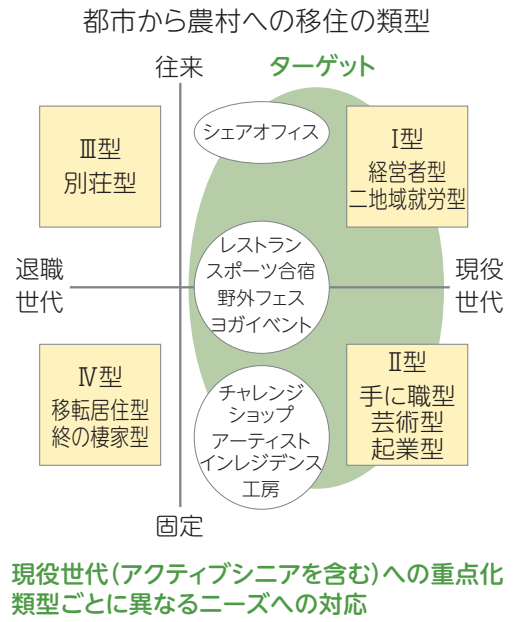 都市から農村への移住の類型
往来
ターゲット
シェアオフィス
Ⅲ型
別荘型
Ⅰ型
経営者型
二地域就労型
レストラン
スポーツ合宿
野外フェス
ヨガイベント
退職
世代
現役
世代
Ⅳ型
移転居住型
終の棲家型
チャレンジ
ショップ
アーティスト
インレジデンス
工房
Ⅱ型
手に職型
芸術型
起業型
固定
現役世代(アクティブシニアを含む)への重点化
類型ごとに異なるニーズへの対応